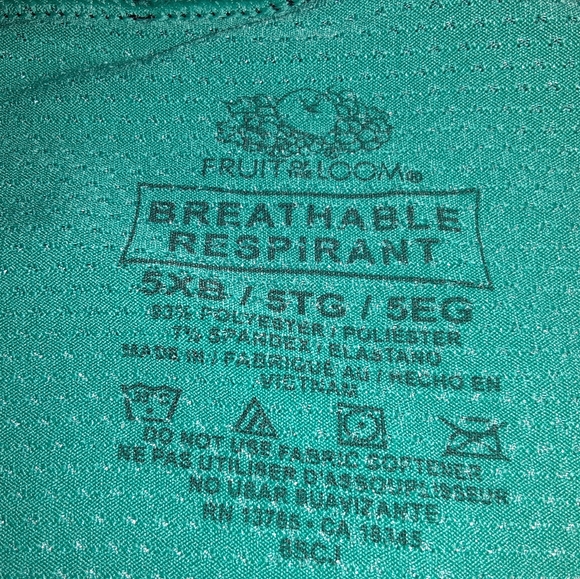 FRUIT OF THE LOOM®
BREATHABLE
RESPIRANT
5XB / 5TG / 5EG
93% POLYESTER / POLIÉSTER
7% SPANDEX / ELASTANO
MADE IN / FABRIQUÉ AU / HECHO EN
VIETNAM
DO NOT USE FABRIC SOFTENER
NE PAS UTILISER D'ASSOUPLISSEUR
NO USAR SUAVIZANTE
RN 13765 • CA 15145